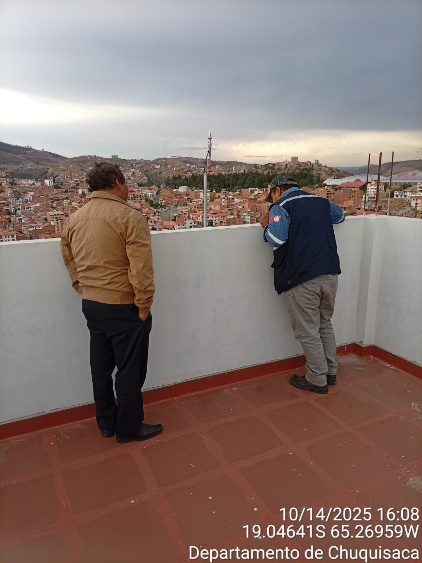 10/14/2025 16:08
19.04641S 65.26959W
Departamento de Chuquisaca